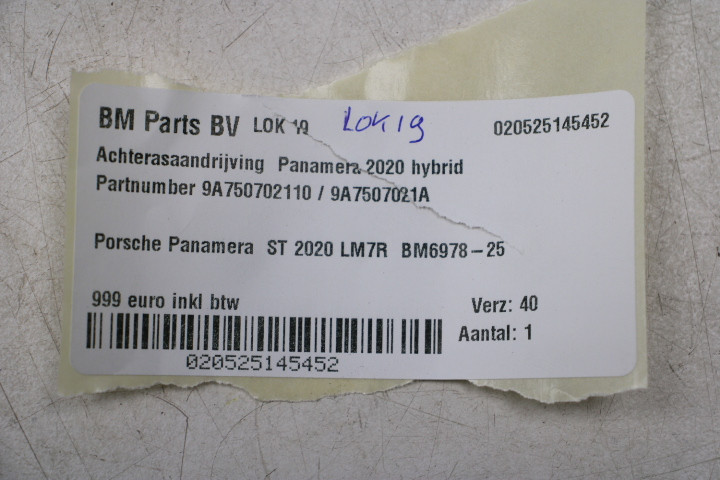 BM Parts BV LOK 19 LOK 19 020525145452
Achterasaandrijving Panamera 2020 hybrid
Partnumber 9A750702110 / 9A7507021A
Porsche Panamera ST 2020 LM7R BM6978-25
999 euro inkl btw Verz: 40
Aantal: 1
020525145452